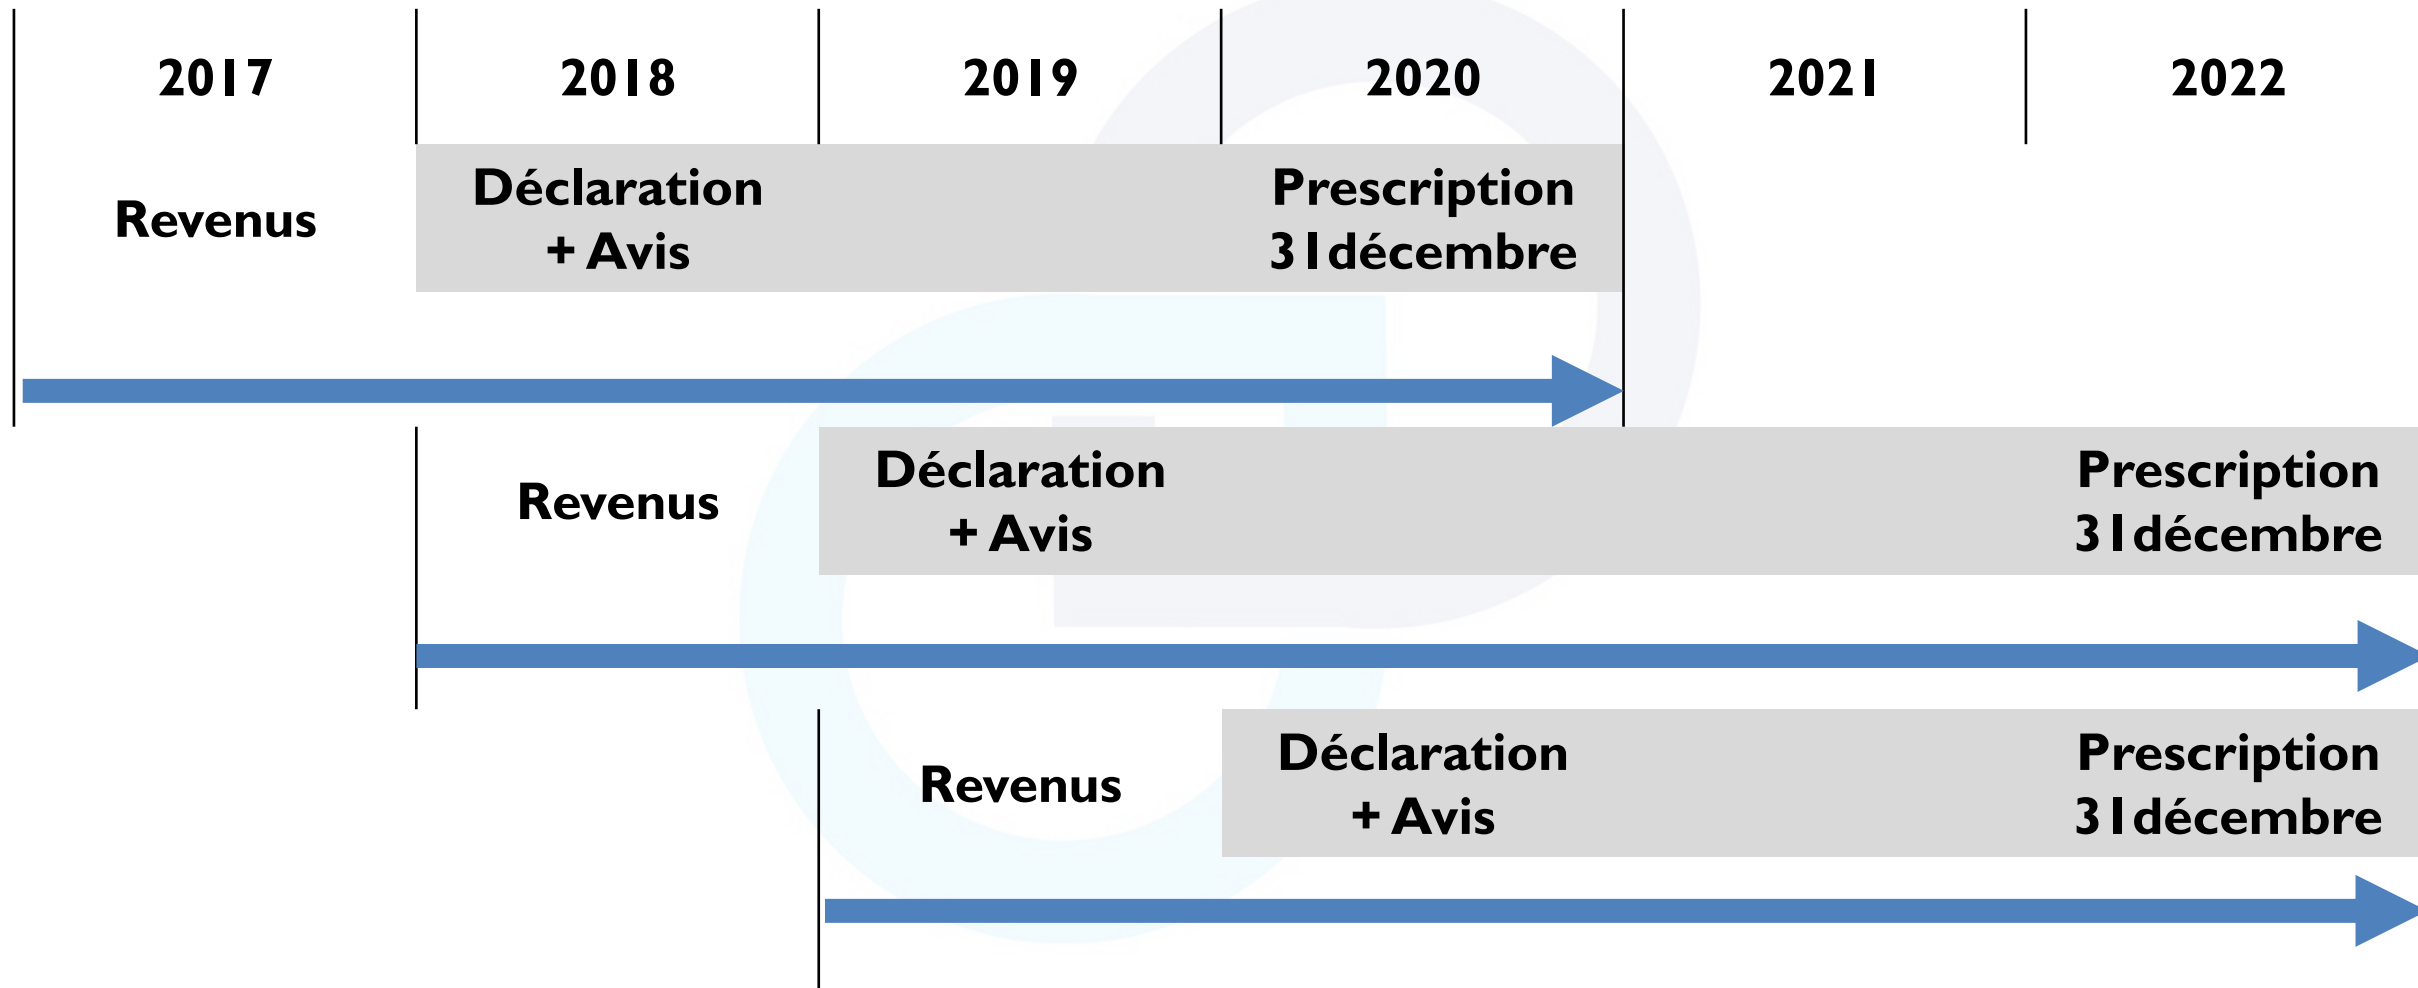 2017 2018 2019 2020 2021 2022
Revenus
Déclaration
+ Avis
Prescription
31décembre
Revenus
Déclaration
+ Avis
Prescription
31décembre
Revenus
Déclaration
+ Avis
Prescription
31décembre